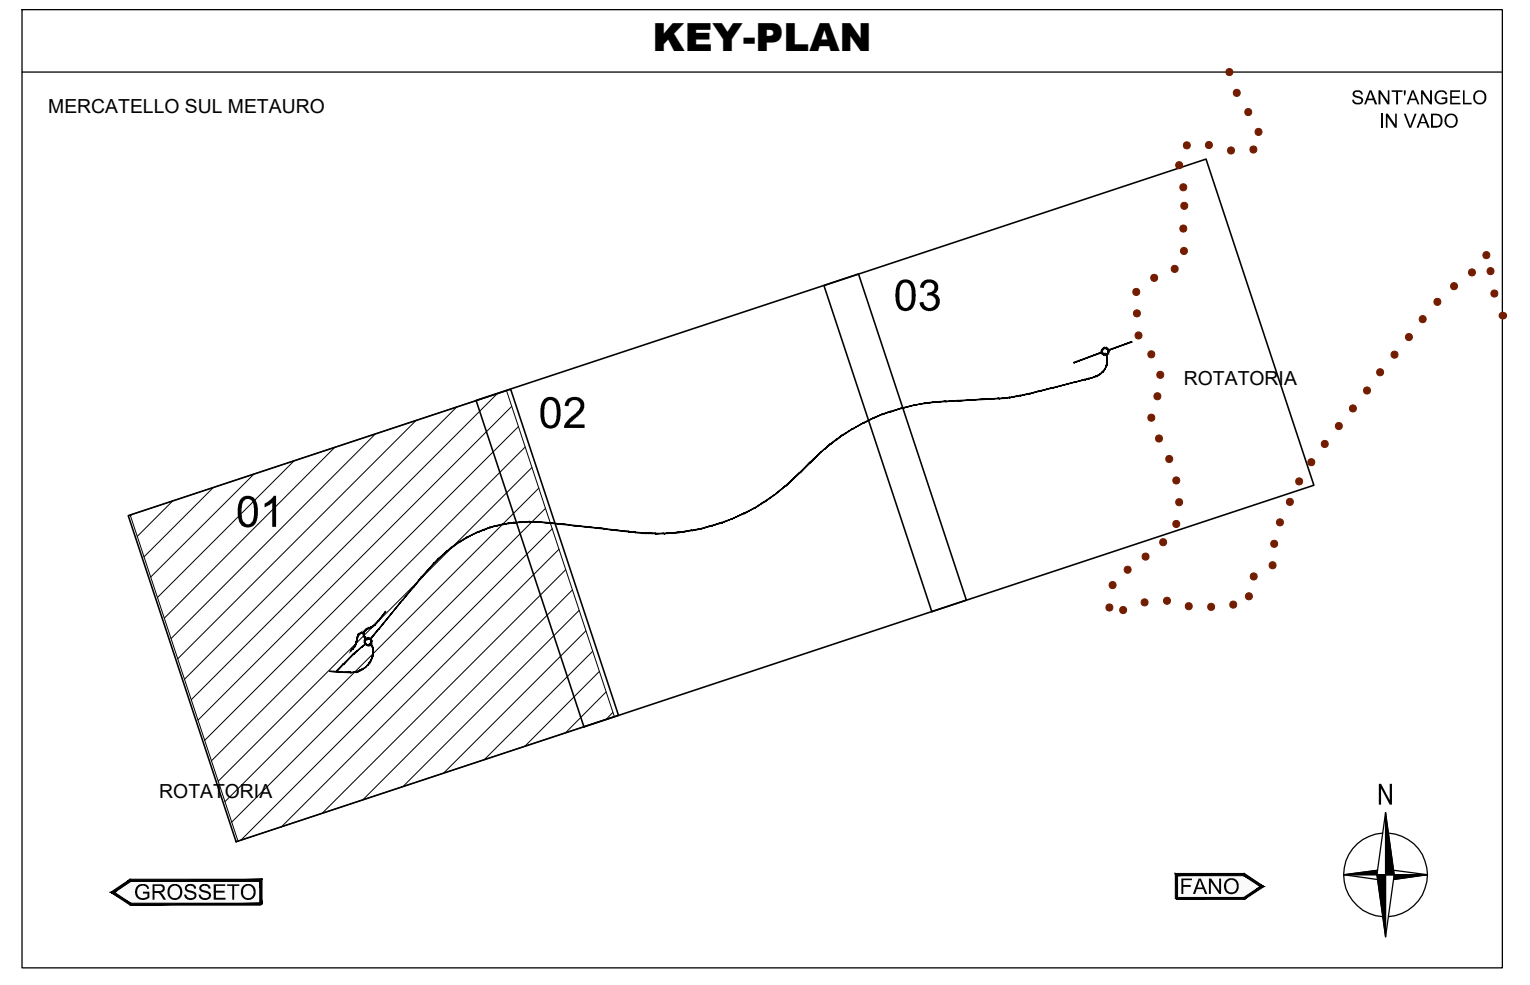 KEY-PLAN
MERCATELLO SUL METAURO
SANT'ANGELO
IN VADO
03
ROTATORIA
02
01
ROTATORIA
N
GROSSETO
FANO